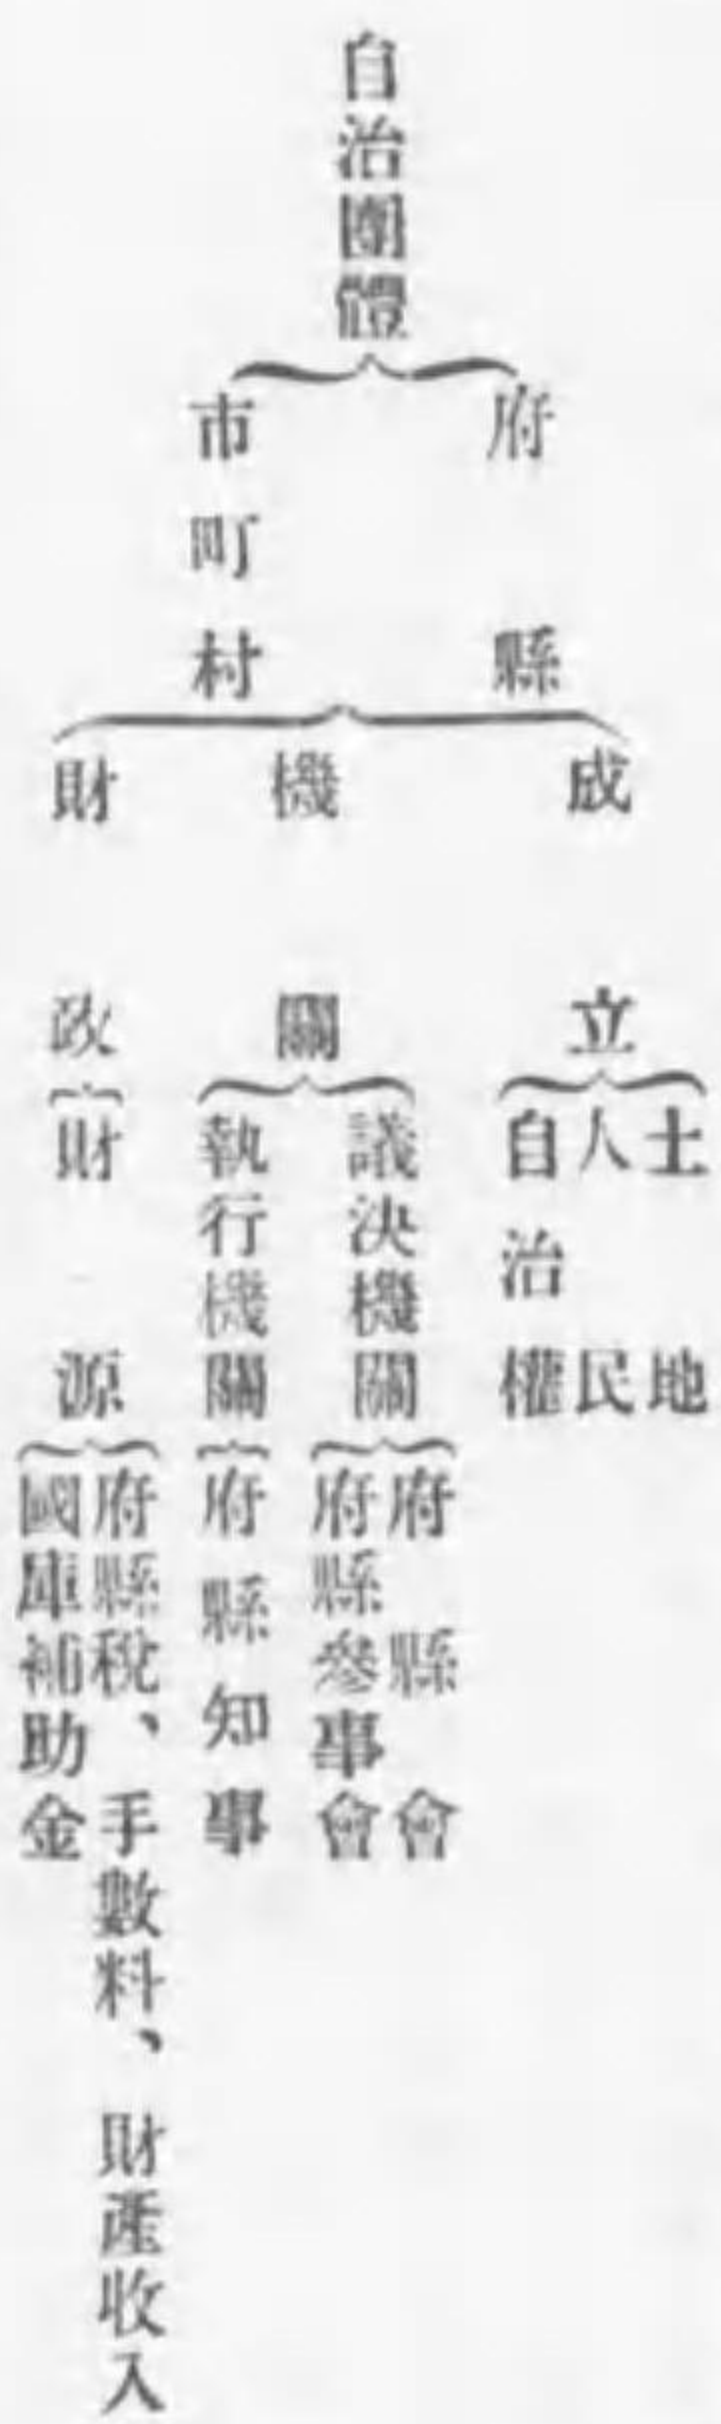 自治團體
府縣
市町村
成立
土地
人民
自治權
機關
議決機關
府縣會
府縣參事會
執行機關
府縣知事
財政
財源
府縣稅、手數料、財產收入
國庫補助金